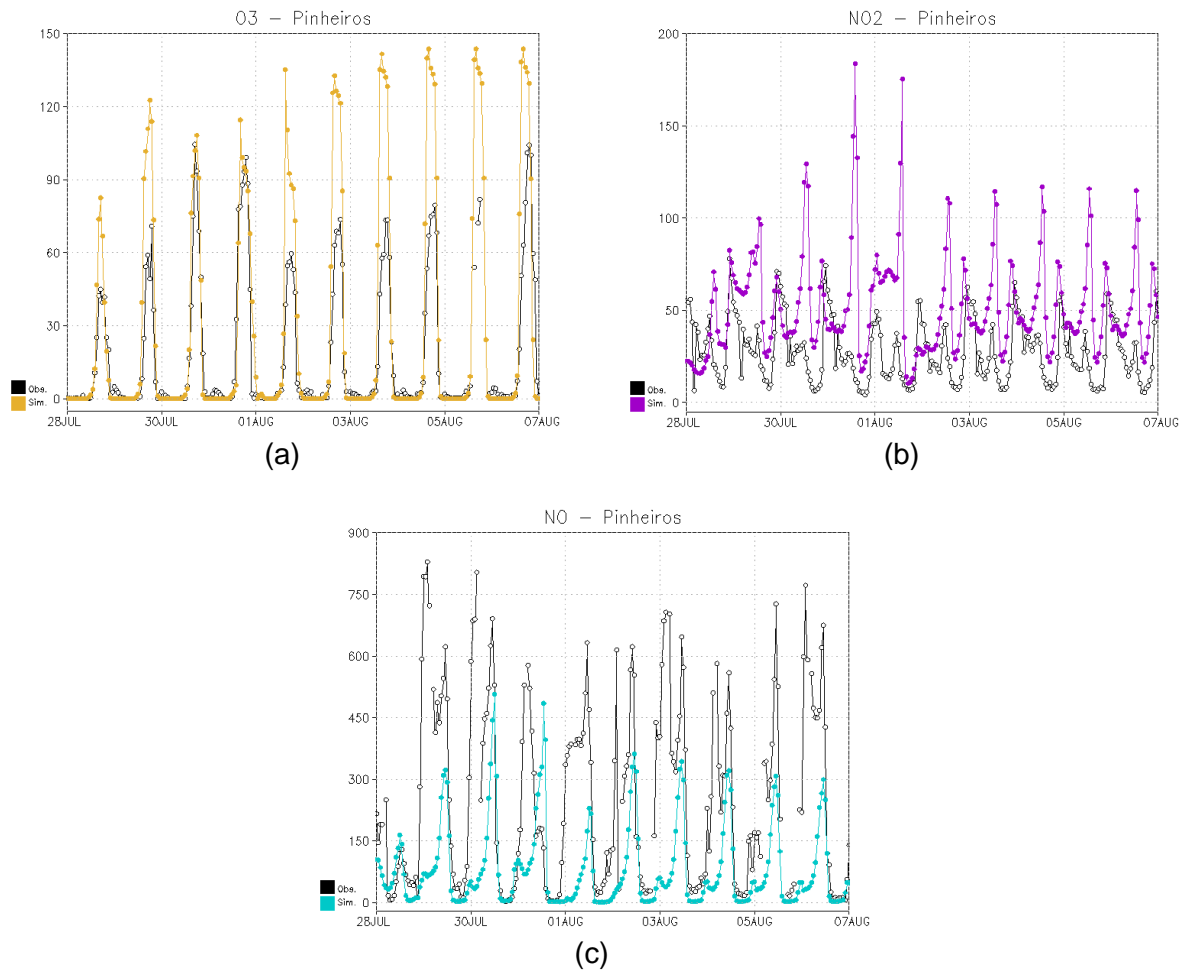 O3 – Pinheiros
150
120
90
60
30
0
Obs.
Sim.
28JUL 30JUL 01AUG 03AUG 05AUG 07AUG
(a)
NO2 – Pinheiros
200
150
100
50
0
Obs.
Sim.
28JUL 30JUL 01AUG 03AUG 05AUG 07AUG
(b)
NO – Pinheiros
900
750
600
450
300
150
0
Obs.
Sim.
28JUL 30JUL 01AUG 03AUG 05AUG 07AUG
(c)